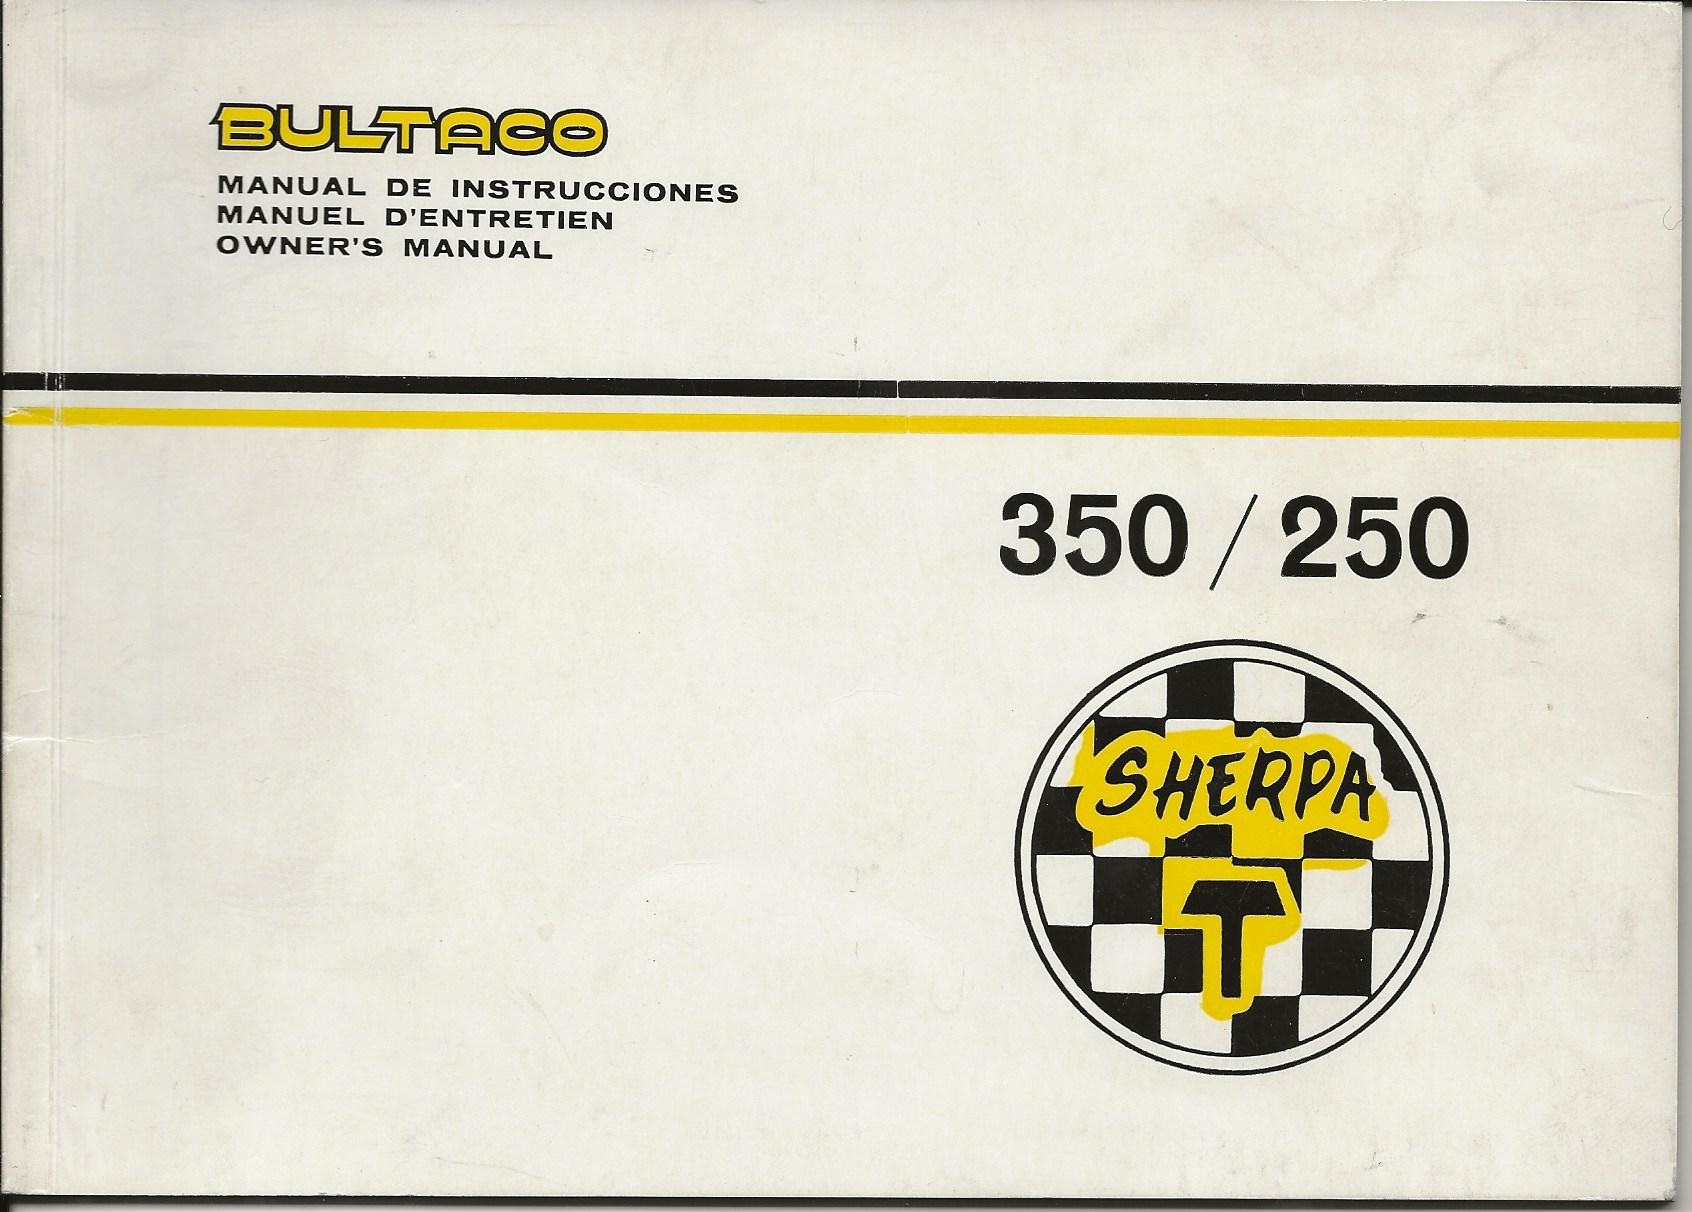 BULTACO
MANUAL DE INSTRUCCIONES
MANUEL D'ENTRETIEN
OWNER'S MANUAL
350/250
SHERPA
T